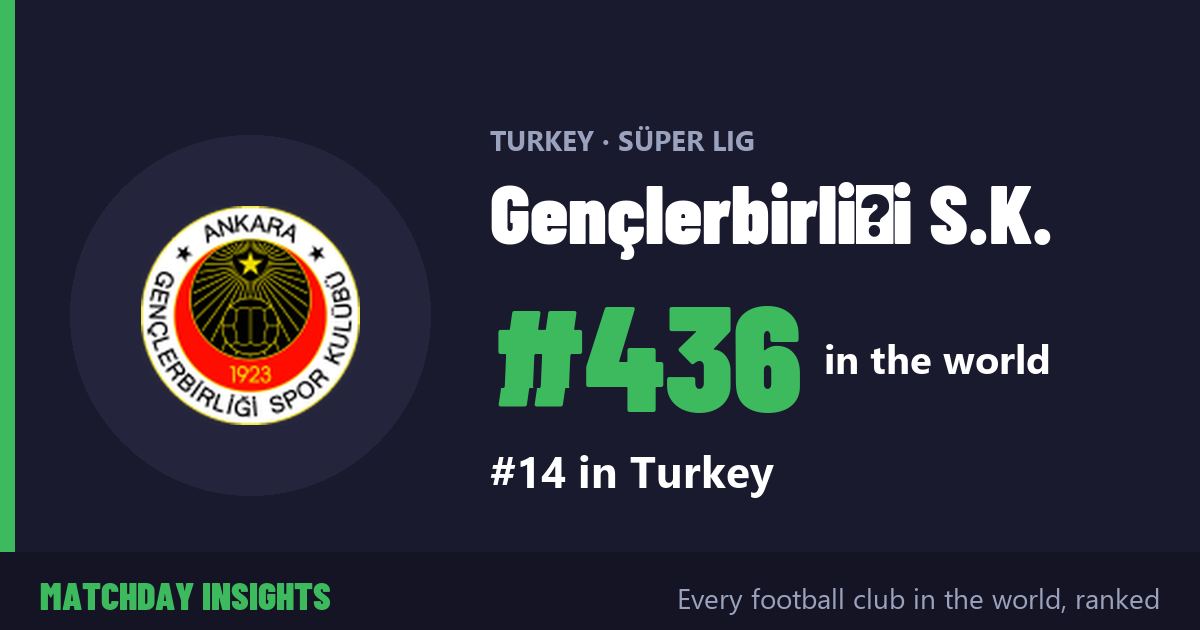 TURKEY · SÜPER LIG
Gençlerbirli�i S.K.
ANKARA
GENÇLERBİRLİĞİ SPOR KULÜBÜ
1923
#436 in the world
#14 in Turkey
MATCHDAY INSIGHTS
Every football club in the world, ranked